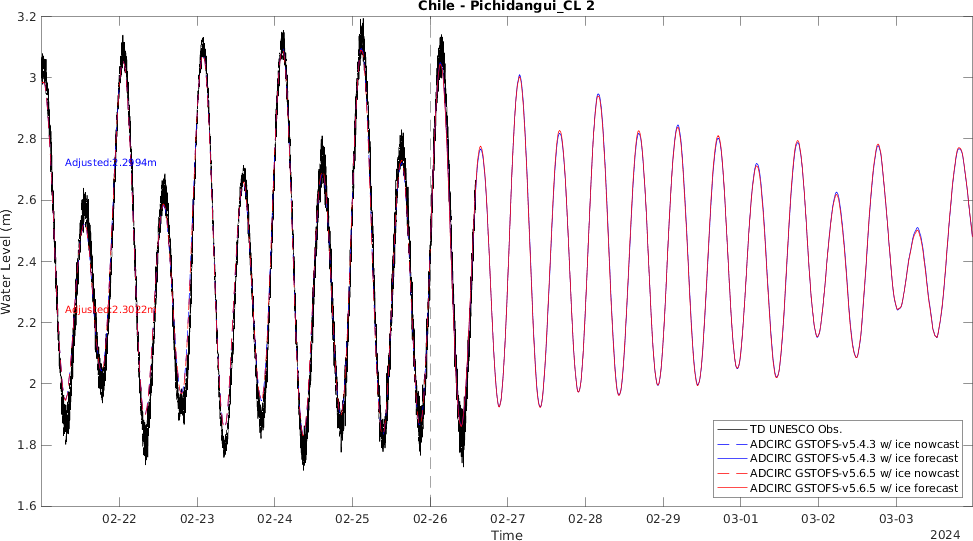 Chile - Pichidangui_CL 2
3.2
3
2.8
2.6
2.4
2.2
2
1.8
1.6
Water Level (m)
Adjusted:2.2994m
Adjusted:2.3022m
TD UNESCO Obs.
ADCIRC GSTOFS-v5.4.3 w/ ice nowcast
ADCIRC GSTOFS-v5.4.3 w/ ice forecast
ADCIRC GSTOFS-v5.6.5 w/ ice nowcast
ADCIRC GSTOFS-v5.6.5 w/ ice forecast
02-22 02-23 02-24 02-25 02-26 02-27 02-28 02-29 03-01 03-02 03-03
Time
2024